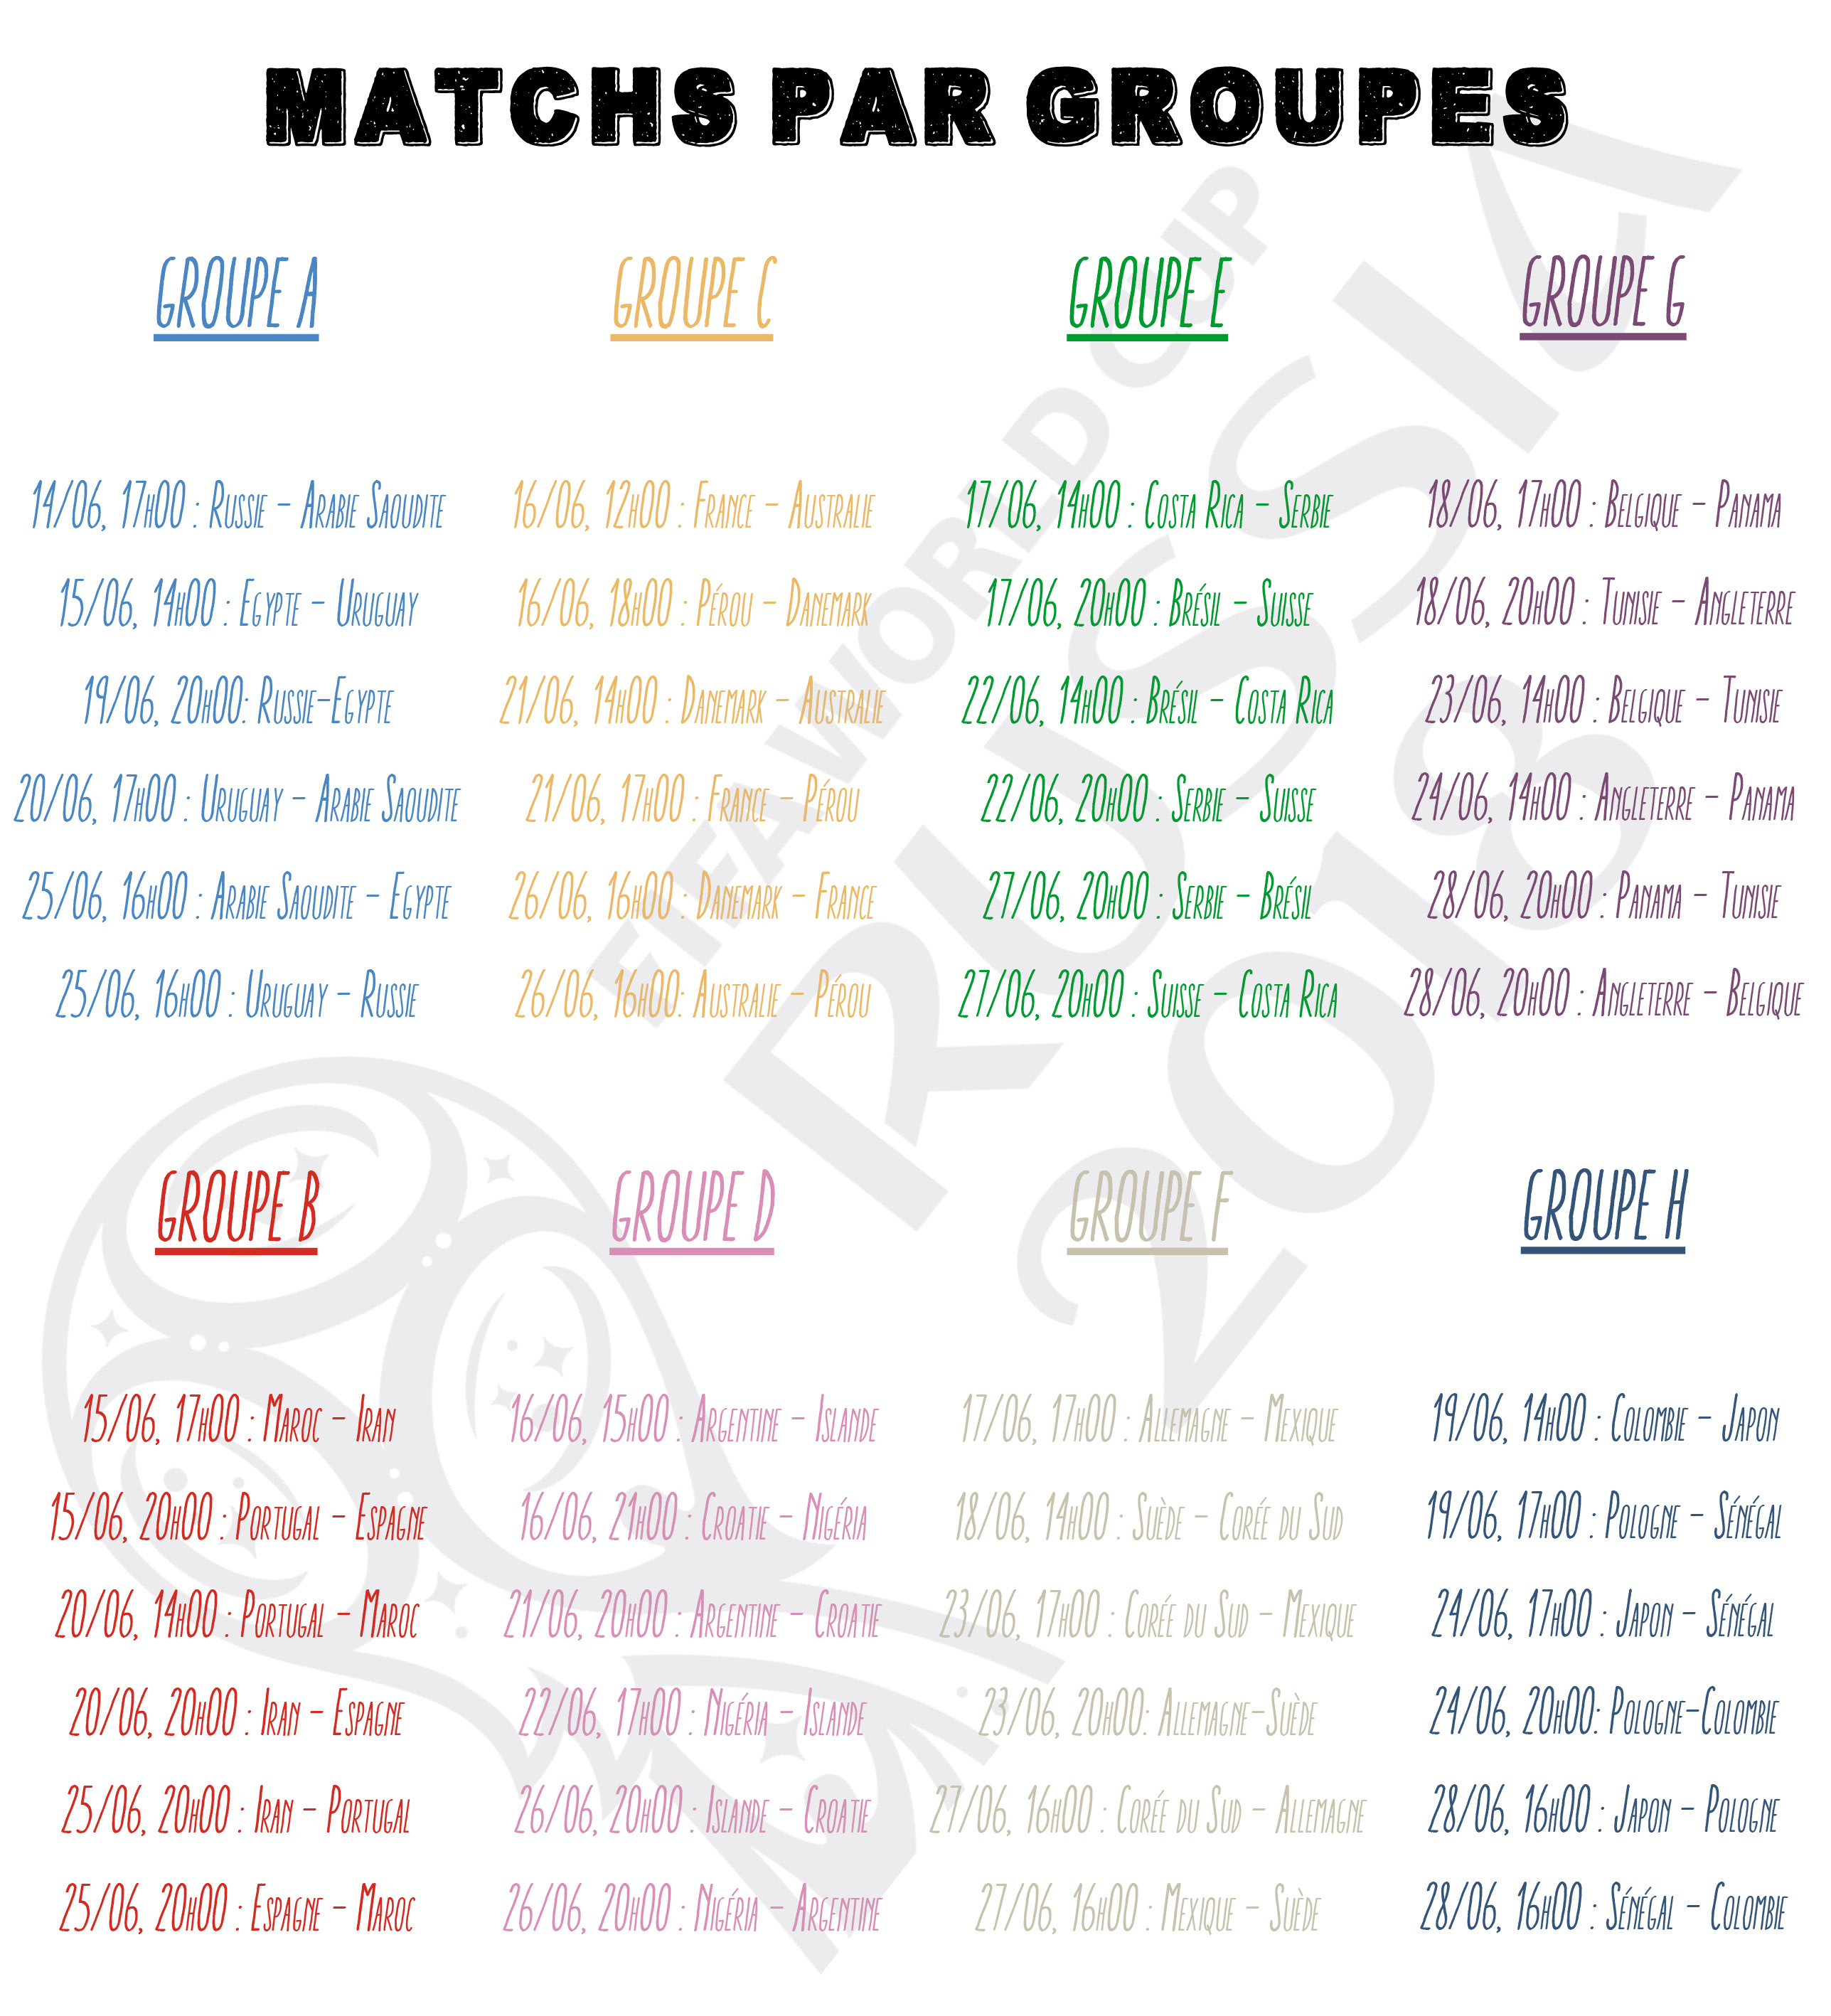 MATCHS PAR GROUPES
GROUPE A
14/06, 17H00 : RUSSIE – ARABIE SAOUDITE
15/06, 14H00 : EGYPTE – URUGUAY
19/06, 20H00: RUSSIE-EGYPTE
20/06, 17H00 : URUGUAY – ARABIE SAOUDITE
25/06, 16H00 : ARABIE SAOUDITE – EGYPTE
25/06, 16H00 : URUGUAY – RUSSIE
GROUPE C
16/06, 12H00 : FRANCE – AUSTRALIE
16/06, 18H00 : PÉROU – DANEMARK
21/06, 14H00 : DANEMARK – AUSTRALIE
21/06, 17H00 : FRANCE – PÉROU
26/06, 16H00 : DANEMARK – FRANCE
26/06, 16H00: AUSTRALIE – PÉROU
GROUPE E
17/06, 14H00 : COSTA RICA – SERBIE
17/06, 20H00 : BRÉSIL – SUISSE
22/06, 14H00 : BRÉSIL – COSTA RICA
22/06, 20H00 : SERBIE – SUISSE
27/06, 20H00 : SERBIE – BRÉSIL
27/06, 20H00 : SUISSE – COSTA RICA
GROUPE G
18/06, 17H00 : BELGIQUE – PANAMA
18/06, 20H00 : TUNISIE – ANGLETERRE
23/06, 14H00 : BELGIQUE – TUNISIE
24/06, 14H00 : ANGLETERRE – PANAMA
28/06, 20H00 : PANAMA – TUNISIE
28/06, 20H00 : ANGLETERRE – BELGIQUE
GROUPE B
15/06, 17H00 : MAROC – IRAN
15/06, 20H00 : PORTUGAL – ESPAGNE
20/06, 14H00 : PORTUGAL – MAROC
20/06, 20H00 : IRAN – ESPAGNE
25/06, 20H00 : IRAN – PORTUGAL
25/06, 20H00 : ESPAGNE – MAROC
GROUPE D
16/06, 15H00 : ARGENTINE – ISLANDE
16/06, 21H00 : CROATIE – NIGÉRIA
21/06, 20H00 : ARGENTINE – CROATIE
22/06, 17H00 : NIGÉRIA – ISLANDE
26/06, 20H00 : ISLANDE – CROATIE
26/06, 20H00 : NIGÉRIA – ARGENTINE
GROUPE F
17/06, 17H00 : ALLEMAGNE – MEXIQUE
18/06, 14H00 : SUÈDE – CORÉE DU SUD
23/06, 17H00 : CORÉE DU SUD – MEXIQUE
23/06, 20H00: ALLEMAGNE-SUÈDE
27/06, 16H00 : CORÉE DU SUD – ALLEMAGNE
27/06, 16H00 : MEXIQUE – SUÈDE
GROUPE H
19/06, 14H00 : COLOMBIE – JAPON
19/06, 17H00 : POLOGNE – SÉNÉGAL
24/06, 17H00 : JAPON – SÉNÉGAL
24/06, 20H00: POLOGNE-COLOMBIE
28/06, 16H00 : JAPON – POLOGNE
28/06, 16H00 : SÉNÉGAL – COLOMBIE
FIFA WORLD CUP
RUSSIA
2018